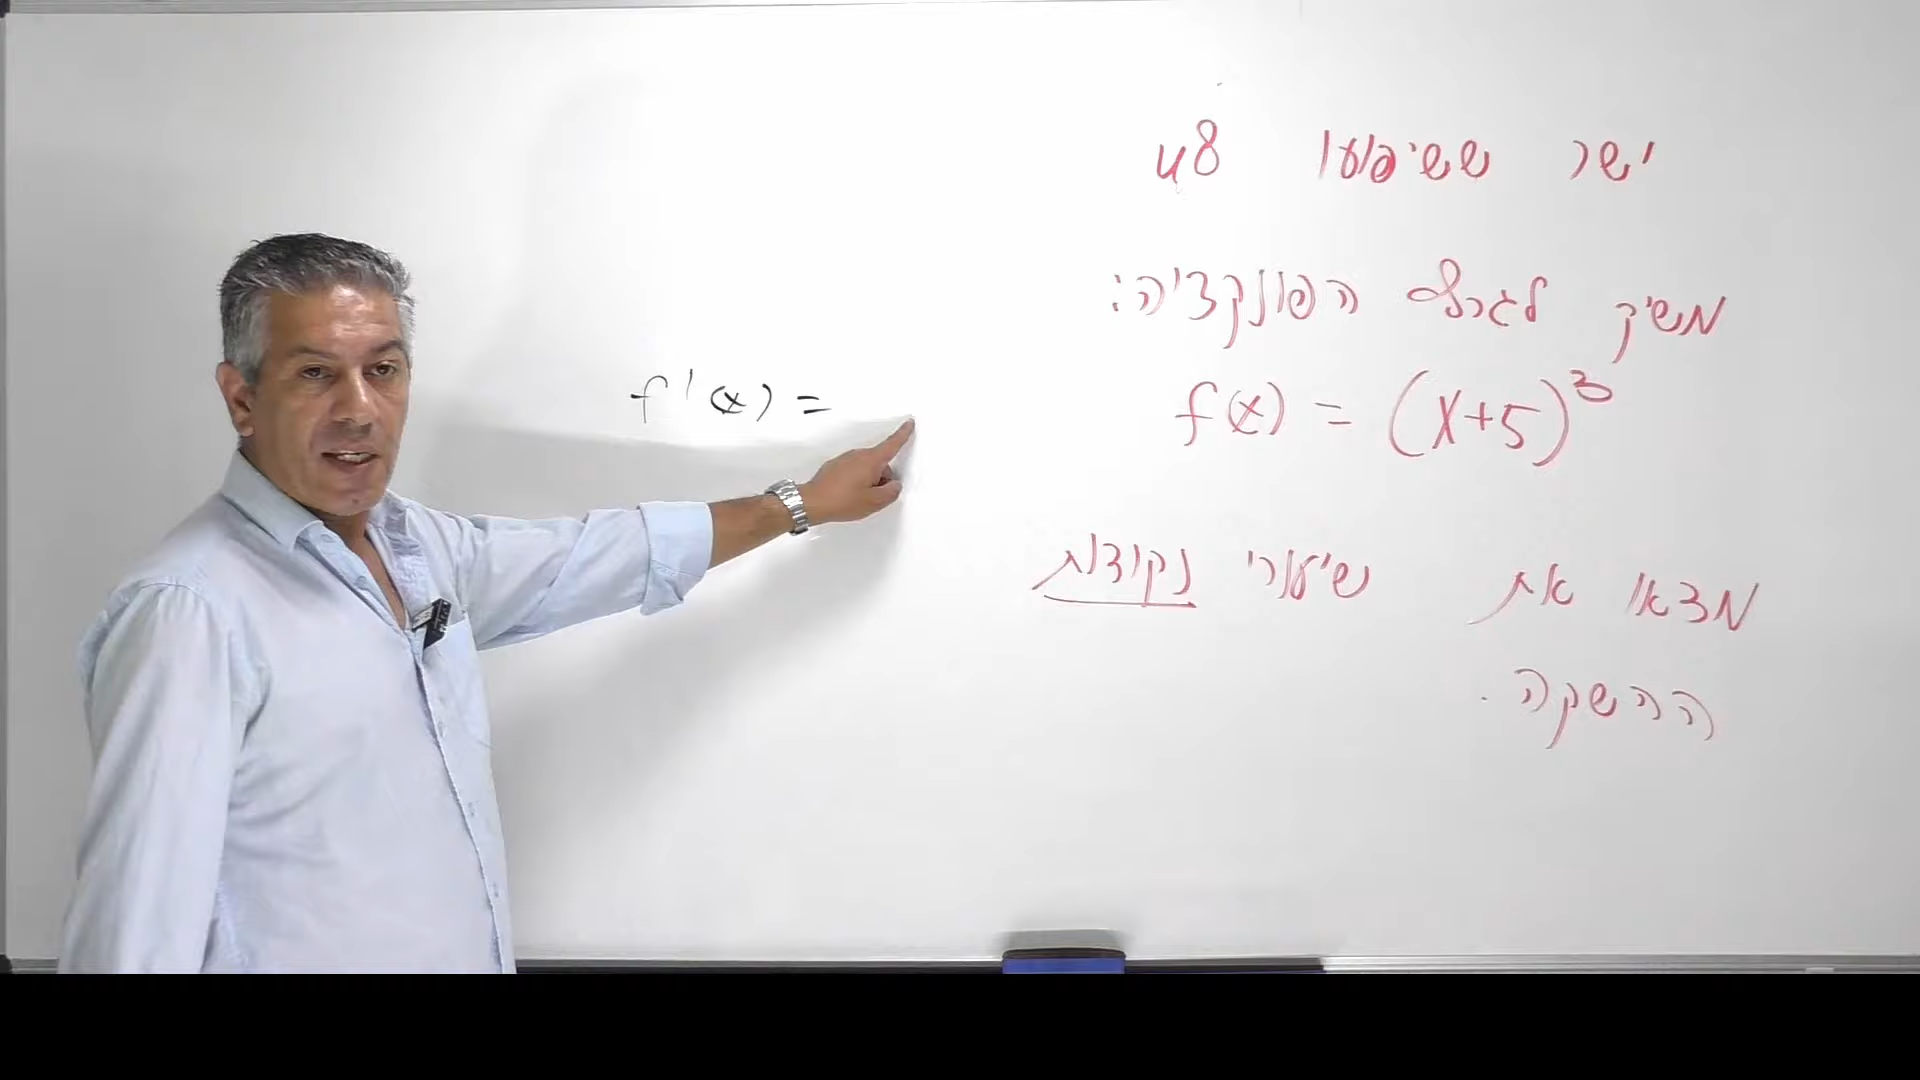 ישר ששיפועו 48
משיק לגרף הפונקציה:
f(x) = (x+5)³
מצאו את שיעורי נקודות
ההשקה.
f'(x) =